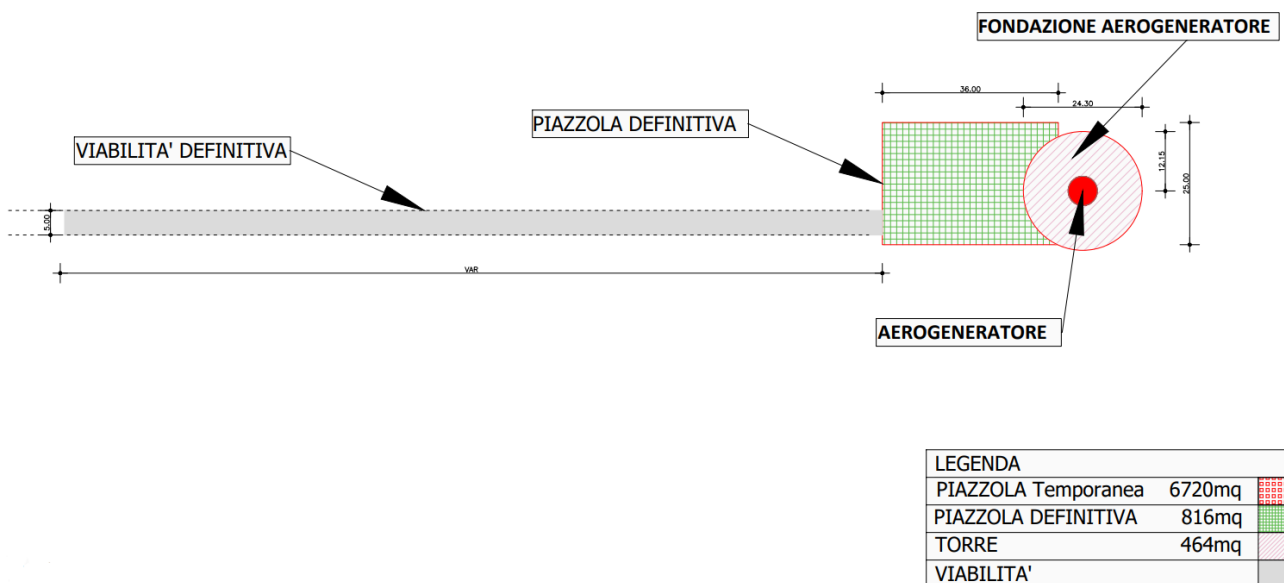 FONDAZIONE AEROGENERATORE
36.00
24.30
PIAZZOLA DEFINITIVA
VIABILITA' DEFINITIVA
12.15
25.00
5.00
VAR
AEROGENERATORE
LEGENDA
PIAZZOLA Temporanea 6720mq
PIAZZOLA DEFINITIVA 816mq
TORRE 464mq
VIABILITA'